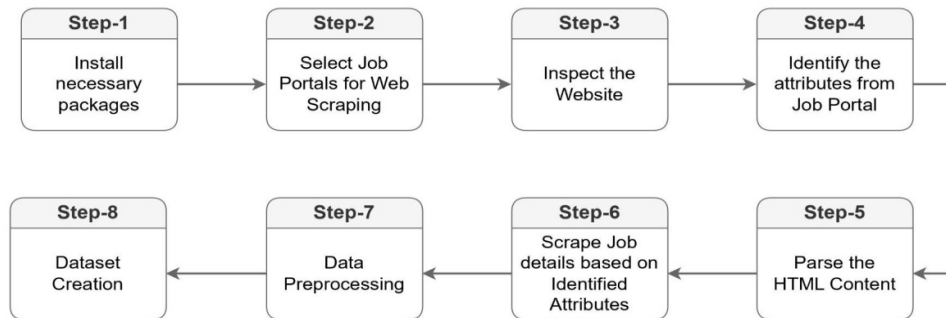 Step-1
Install
necessary
packages
Step-2
Select Job
Portals for Web
Scraping
Step-3
Inspect the
Website
Step-4
Identify the
attributes from
Job Portal
Step-5
Parse the
HTML Content
Step-6
Scrape Job
details based on
Identified
Attributes
Step-7
Data
Preprocessing
Step-8
Dataset
Creation